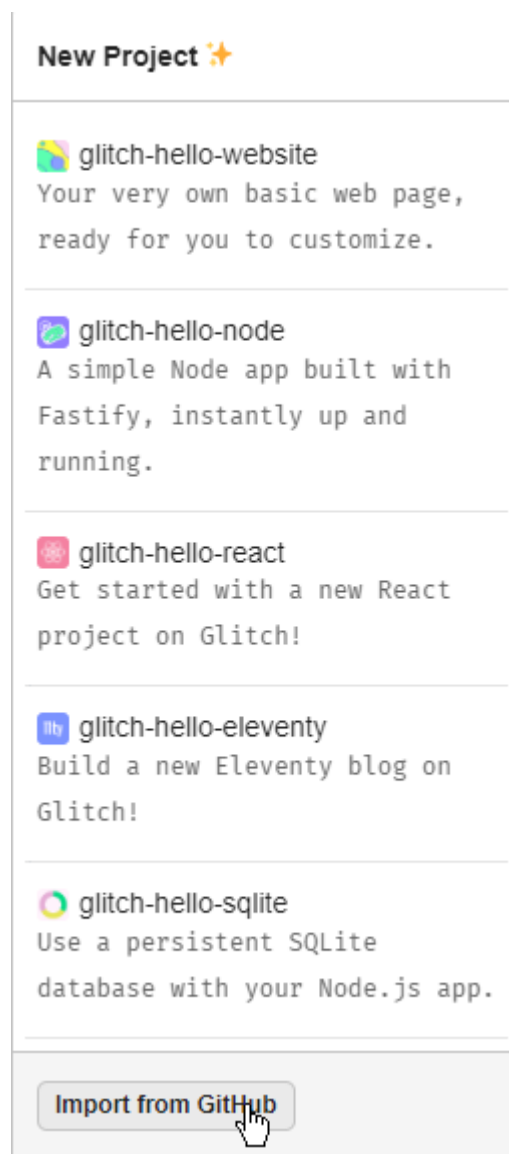 New Project ✨
glitch-hello-website
Your very own basic web page,
ready for you to customize.
glitch-hello-node
A simple Node app built with
Fastify, instantly up and
running.
glitch-hello-react
Get started with a new React
project on Glitch!
11ty glitch-hello-eleventy
Build a new Eleventy blog on
Glitch!
glitch-hello-sqlite
Use a persistent SQLite
database with your Node.js app.
Import from GitHub